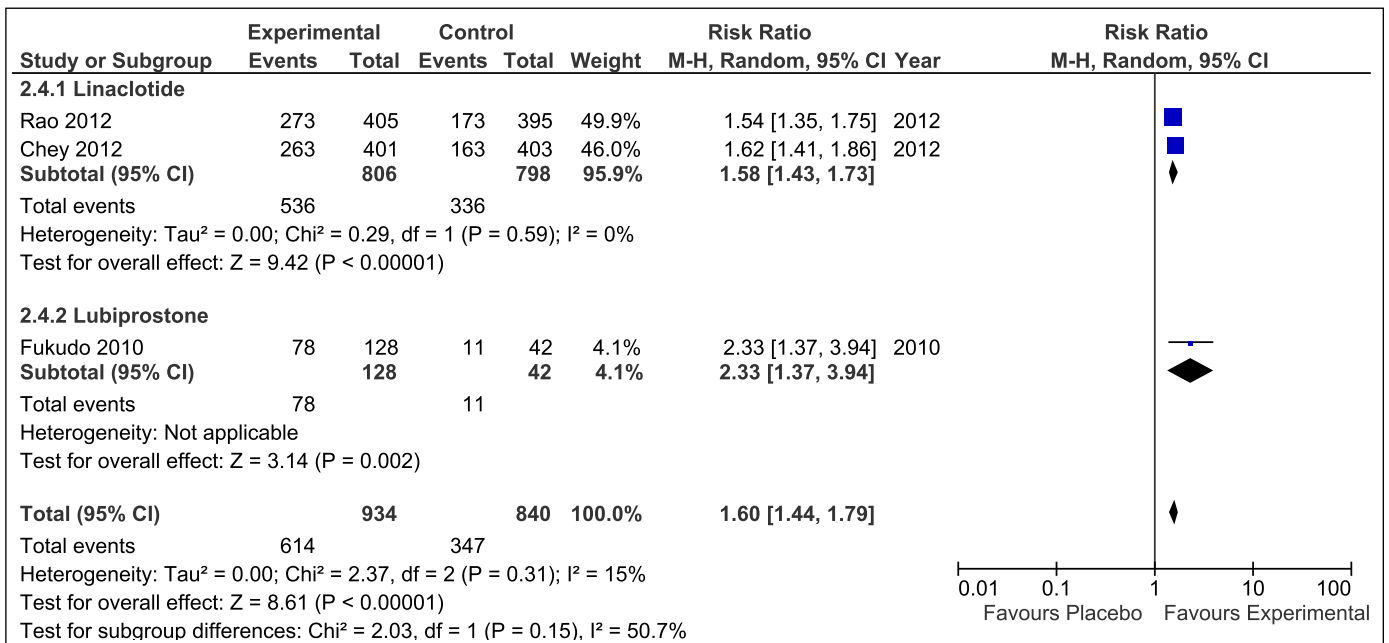 Experimental Control Risk Ratio Risk Ratio
Study or Subgroup Events Total Events Total Weight M-H, Random, 95% CI Year M-H, Random, 95% CI
2.4.1 Linaclotide
Rao 2012 273 405 173 395 49.9% 1.54 [1.35, 1.75] 2012
Chey 2012 263 401 163 403 46.0% 1.62 [1.41, 1.86] 2012
Subtotal (95% CI) 806 798 95.9% 1.58 [1.43, 1.73]
Total events 536 336
Heterogeneity: Tau² = 0.00; Chi² = 0.29, df = 1 (P = 0.59); I² = 0%
Test for overall effect: Z = 9.42 (P < 0.00001)
2.4.2 Lubiprostone
Fukudo 2010 78 128 11 42 4.1% 2.33 [1.37, 3.94] 2010
Subtotal (95% CI) 128 42 4.1% 2.33 [1.37, 3.94]
Total events 78 11
Heterogeneity: Not applicable
Test for overall effect: Z = 3.14 (P = 0.002)
Total (95% CI) 934 840 100.0% 1.60 [1.44, 1.79]
Total events 614 347
Heterogeneity: Tau² = 0.00; Chi² = 2.37, df = 2 (P = 0.31); I² = 15%
Test for overall effect: Z = 8.61 (P < 0.00001)
Test for subgroup differences: Chi² = 2.03, df = 1 (P = 0.15), I² = 50.7%
0.01 0.1 1 10 100
Favours Placebo Favours Experimental